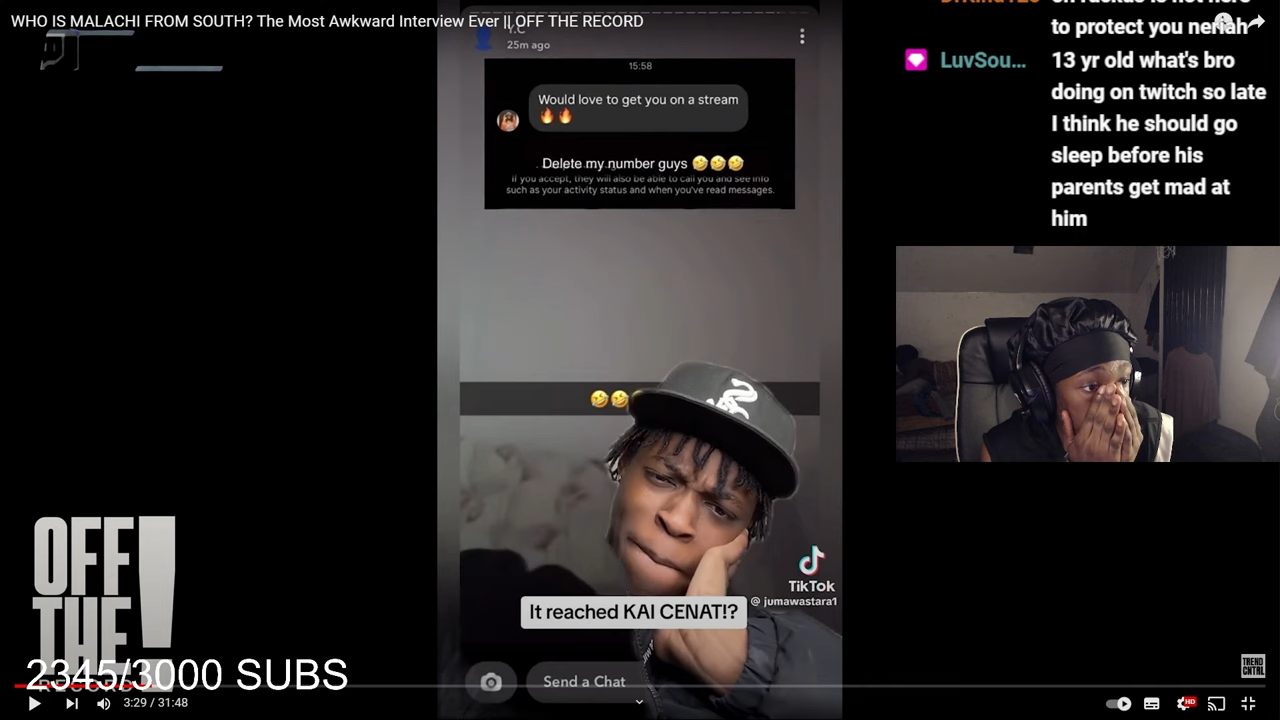 WHO IS MALACHI FROM SOUTH? The Most Awkward Interview Ever || OFF THE RECORD
Y.C
25m ago
15:58
Would love to get you on a stream
🔥🔥
Delete my number guys 🤣🤣🤣
If you accept, they will also be able to call you and see info
such as your activity status and when you've read messages.
🤣🤣
It reached KAI CENAT!?
TikTok
@ jumawastara1
Send a Chat
to protect you neriah
LuvSou... 13 yr old what's bro
doing on twitch so late
I think he should go
sleep before his
parents get mad at
him
OFF
THE
2345/3000 SUBS
3:29 / 31:48
HD
TREND
CNTRL